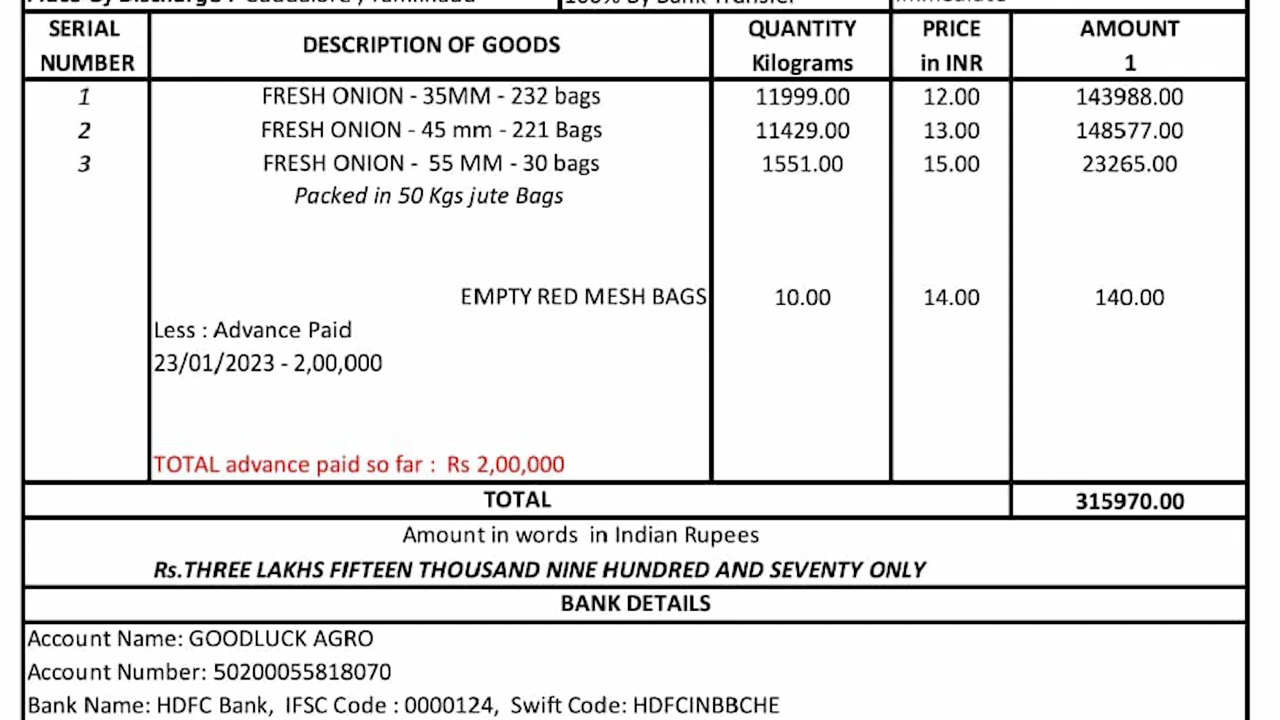 SERIAL NUMBER DESCRIPTION OF GOODS QUANTITY Kilograms PRICE in INR AMOUNT 1
1 FRESH ONION - 35MM - 232 bags 11999.00 12.00 143988.00
2 FRESH ONION - 45 mm - 221 Bags 11429.00 13.00 148577.00
3 FRESH ONION - 55 MM - 30 bags 1551.00 15.00 23265.00
Packed in 50 Kgs jute Bags
EMPTY RED MESH BAGS 10.00 14.00 140.00
Less : Advance Paid
23/01/2023 - 2,00,000
TOTAL advance paid so far : Rs 2,00,000
TOTAL 315970.00
Amount in words in Indian Rupees
Rs.THREE LAKHS FIFTEEN THOUSAND NINE HUNDRED AND SEVENTY ONLY
BANK DETAILS
Account Name: GOODLUCK AGRO
Account Number: 50200055818070
Bank Name: HDFC Bank, IFSC Code : 0000124, Swift Code: HDFCINBBCHE